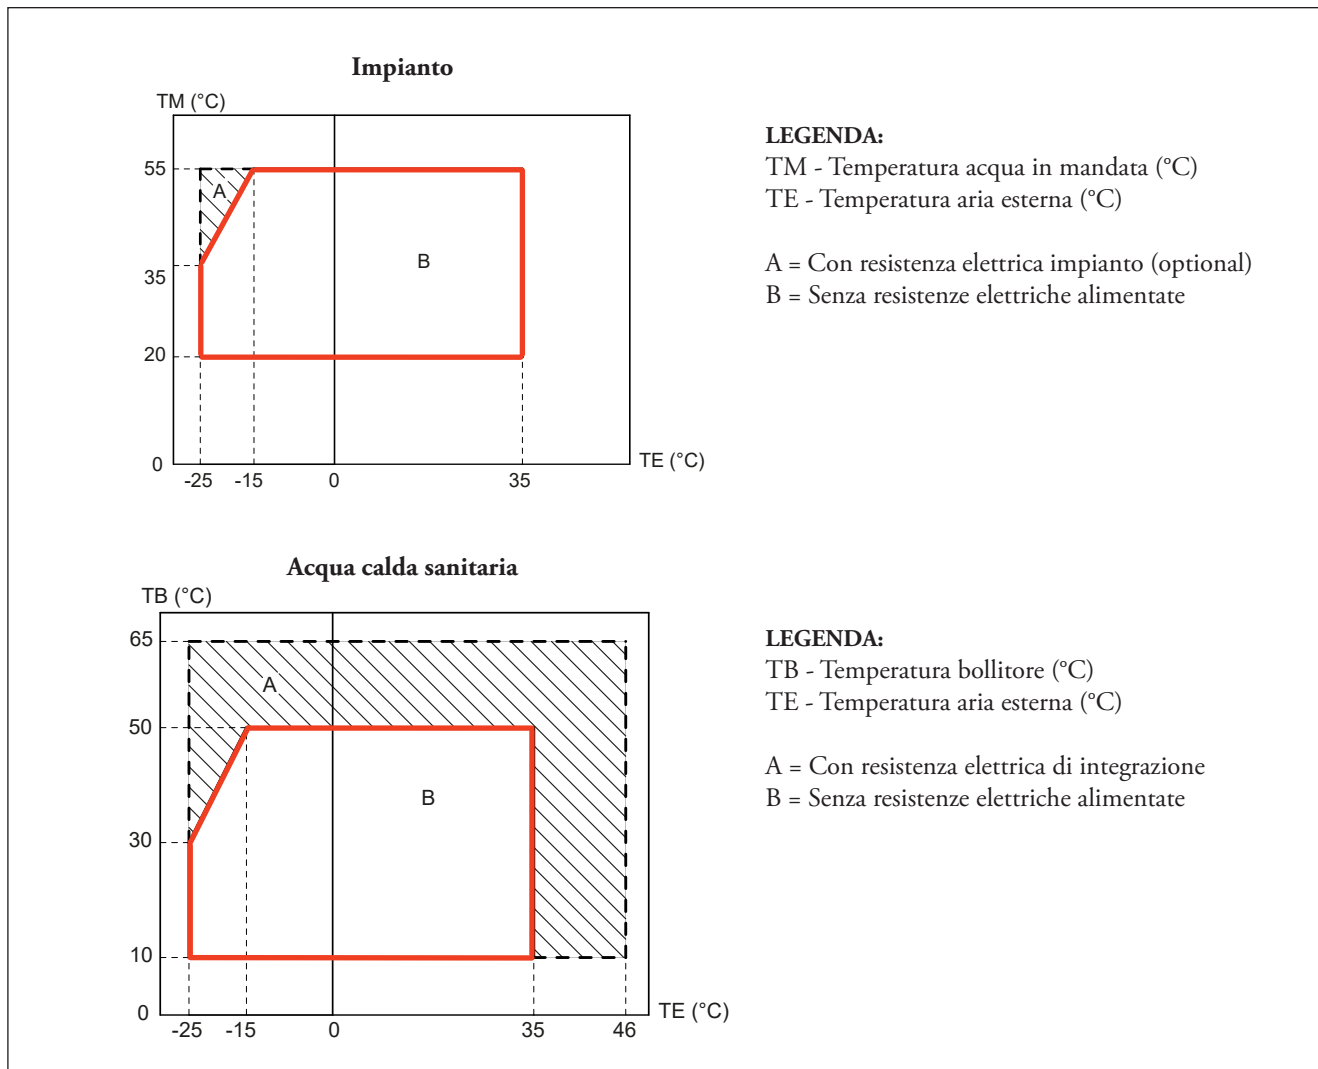 Impianto
TM (°C)
55
A
B
35
20
0
TE (°C)
-25 -15 0 35
LEGENDA:
TM - Temperatura acqua in mandata (°C)
TE - Temperatura aria esterna (°C)
A = Con resistenza elettrica impianto (optional)
B = Senza resistenze elettriche alimentate
Acqua calda sanitaria
TB (°C)
65
A
50
B
30
10
0
TE (°C)
-25 -15 0 35 46
LEGENDA:
TB - Temperatura bollitore (°C)
TE - Temperatura aria esterna (°C)
A = Con resistenza elettrica di integrazione
B = Senza resistenze elettriche alimentate